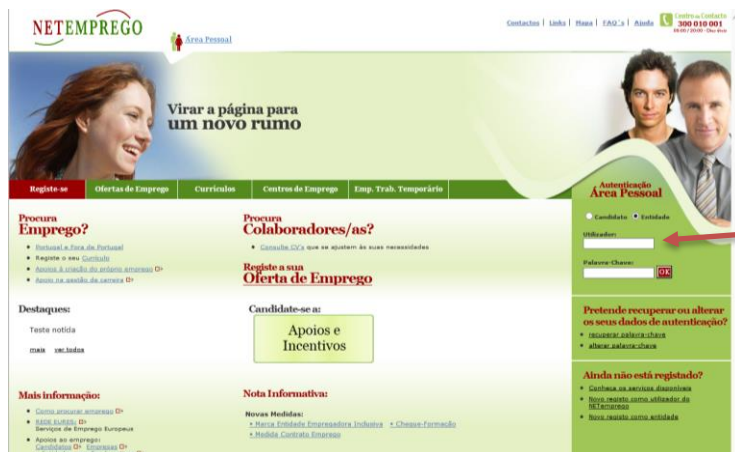 NETEMPREGO
Área Pessoal
Contactos | Links | Mapa | FAQ's | Ajuda
Centro de Contacto
300 010 001
Virar a página para
um novo rumo
Registe-se
Ofertas de Emprego
Currículos
Centros de Emprego
Emp. Trab. Temporário
Autenticação
Área Pessoal
Candidato
Entidade
Utilizador:
Palavra-Chave:
OK
Procura
Emprego?
Portugal e Fora de Portugal
Registe o seu Currículo
Apoios à criação do próprio emprego
Apoio na gestão de carreira
Procura
Colaboradores/as?
Consulte CV's que se ajustem às suas necessidades
Registe a sua
Oferta de Emprego
Destaques:
Teste notícia
mais ver todos
Candidate-se a:
Apoios e
Incentivos
Pretende recuperar ou alterar
os seus dados de autenticação?
recuperar palavra-chave
alterar palavra-chave
Mais informação:
Como procurar emprego
REDE EURES:
Serviços de Emprego Europeus
Apoios ao emprego:
Candidatos Empresas
Nota Informativa:
Novas Medidas:
Marca Entidade Empregadora Inclusiva
Cheque-Formação
Medida Contrato Emprego
Ainda não está registado?
Conheça os serviços disponíveis
Novo registo como utilizador do
NETemprego
Novo registo como entidade